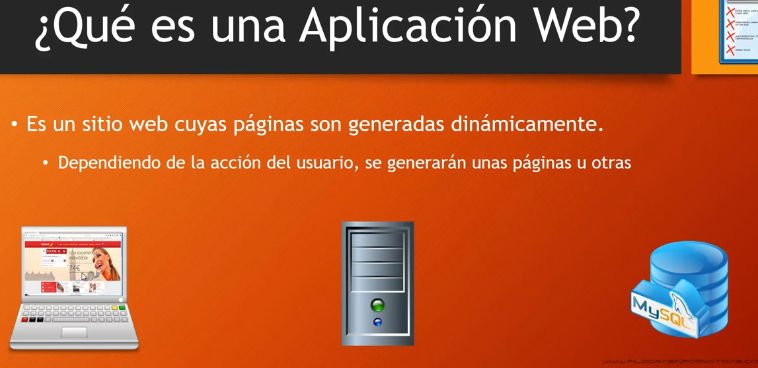 ¿Qué es una Aplicación Web?
• Es un sitio web cuyas páginas son generadas dinámicamente.
• Dependiendo de la acción del usuario, se generarán unas páginas u otras
74€
MySQL